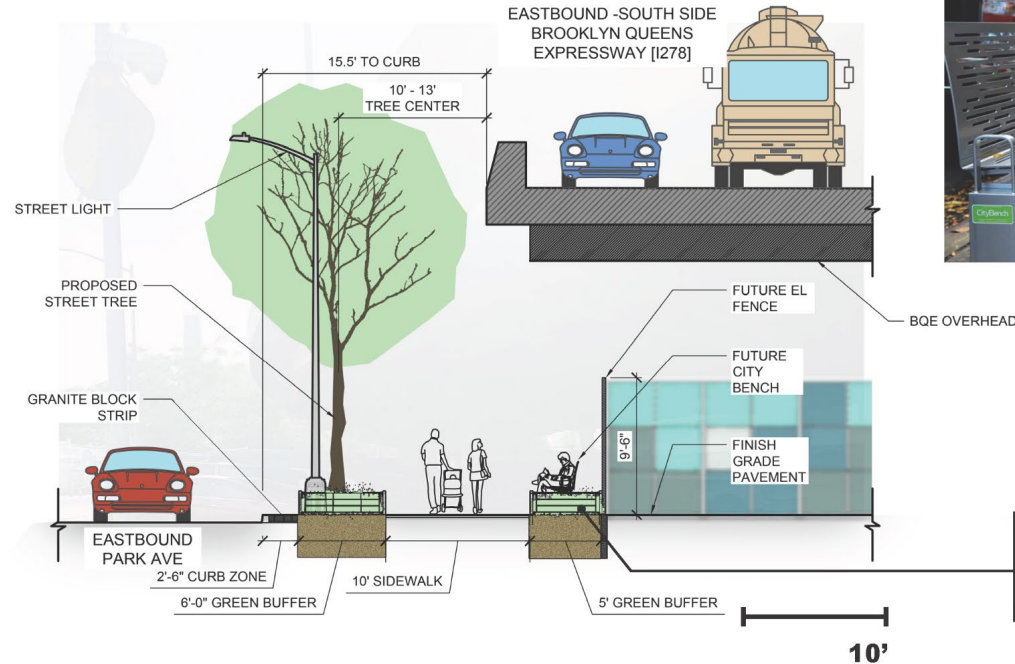 EASTBOUND -SOUTH SIDE
BROOKLYN QUEENS
EXPRESSWAY [I278]
15.5' TO CURB
10' - 13'
TREE CENTER
STREET LIGHT
CityBench
PROPOSED
STREET TREE
FUTURE EL
FENCE
BQE OVERHEAD
FUTURE
CITY
BENCH
GRANITE BLOCK
STRIP
9'-6"
FINISH
GRADE
PAVEMENT
EASTBOUND
PARK AVE
2'-6" CURB ZONE
10' SIDEWALK
6'-0" GREEN BUFFER
5' GREEN BUFFER
10’